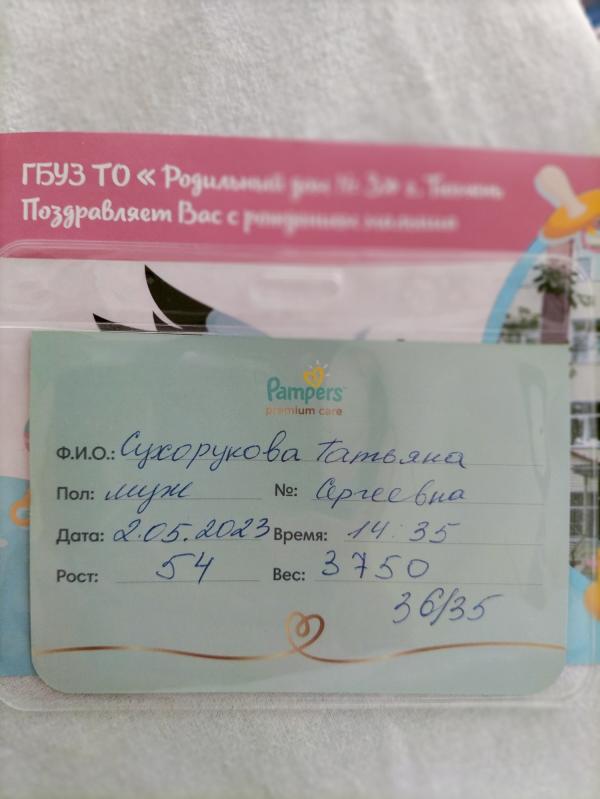 ГБУЗ ТО « Родильный дом № 3» г. Тюмень
Поздравляет Вас с рождением малыша
Pampers
premium care
Ф.И.О.: Сухорукова Татьяна
Пол: муж №: Сергеевна
Дата: 2.05.2023 Время: 14:35
Рост: 54 Вес: 3750
36/35